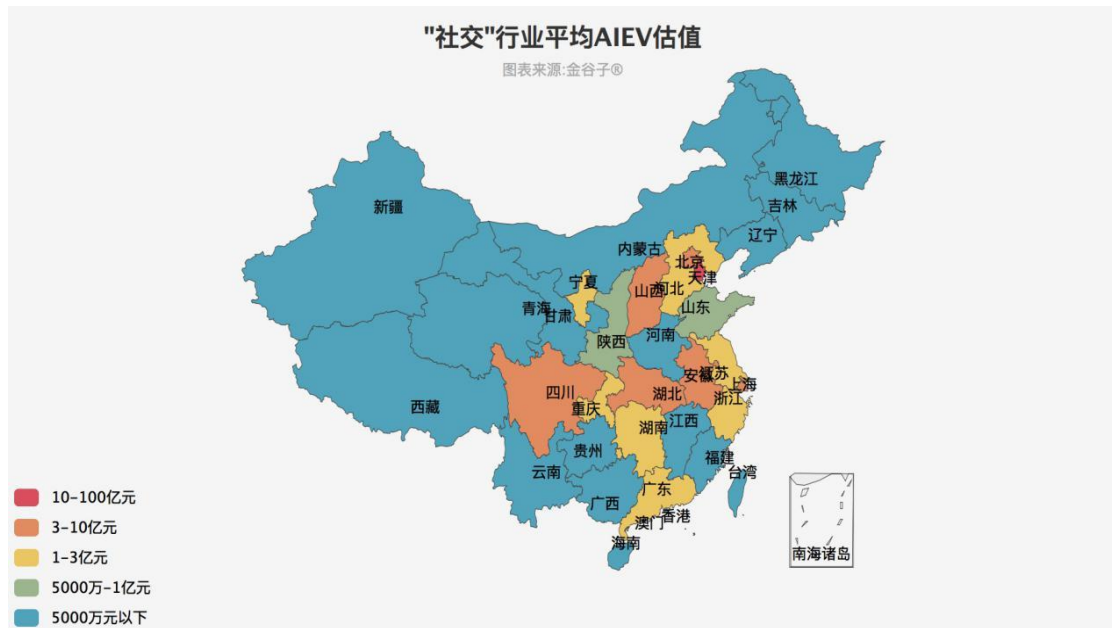 "社交"行业平均AIEV估值
图表来源:金谷子®
黑龙江
吉林
新疆
辽宁
内蒙古
北京
天津
宁夏
山西
河北
青海
甘肃
山东
陕西
河南
安徽
江苏
上海
四川
湖北
浙江
西藏
重庆
湖南
江西
贵州
福建
云南
台湾
广西
广东
香港
澳门
海南
南海诸岛
10-100亿元
3-10亿元
1-3亿元
5000万-1亿元
5000万元以下